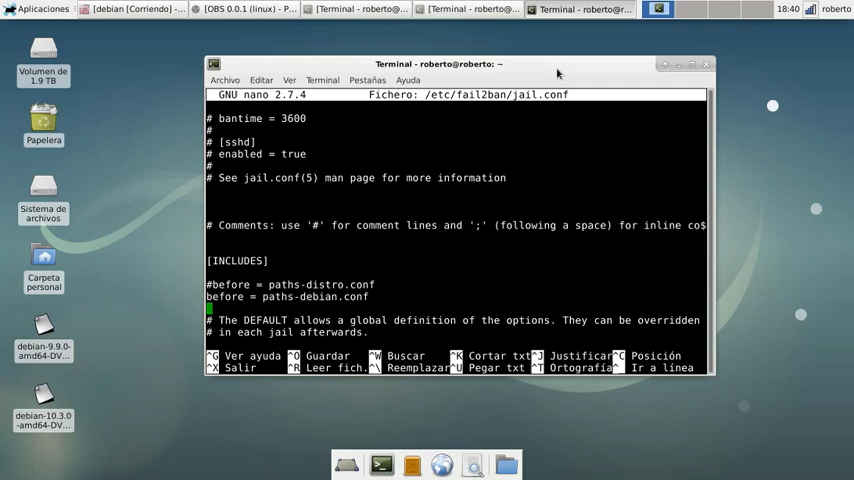 Aplicaciones
[debian [Corriendo] -...
[OBS 0.0.1 (linux) - P...
[Terminal - roberto@...
[Terminal - roberto@...
Terminal - roberto@r...
18:40
roberto
Volumen de
1.9 TB
Papelera
Sistema de
archivos
Carpeta
personal
debian-9.9.0-
amd64-DV...
debian-10.3.0
-amd64-DV...
Terminal - roberto@roberto: ~
Archivo Editar Ver Terminal Pestañas Ayuda
GNU nano 2.7.4 Fichero: /etc/fail2ban/jail.conf
# bantime = 3600
#
# [sshd]
# enabled = true
#
# See jail.conf(5) man page for more information
# Comments: use '#' for comment lines and ';' (following a space) for inline co$
[INCLUDES]
#before = paths-distro.conf
before = paths-debian.conf
# The DEFAULT allows a global definition of the options. They can be overridden
# in each jail afterwards.
^G Ver ayuda ^O Guardar ^W Buscar ^K Cortar txt^J Justificar^C Posición
^X Salir ^R Leer fich.^\ Reemplazar^U Pegar txt ^T Ortografía^_ Ir a línea